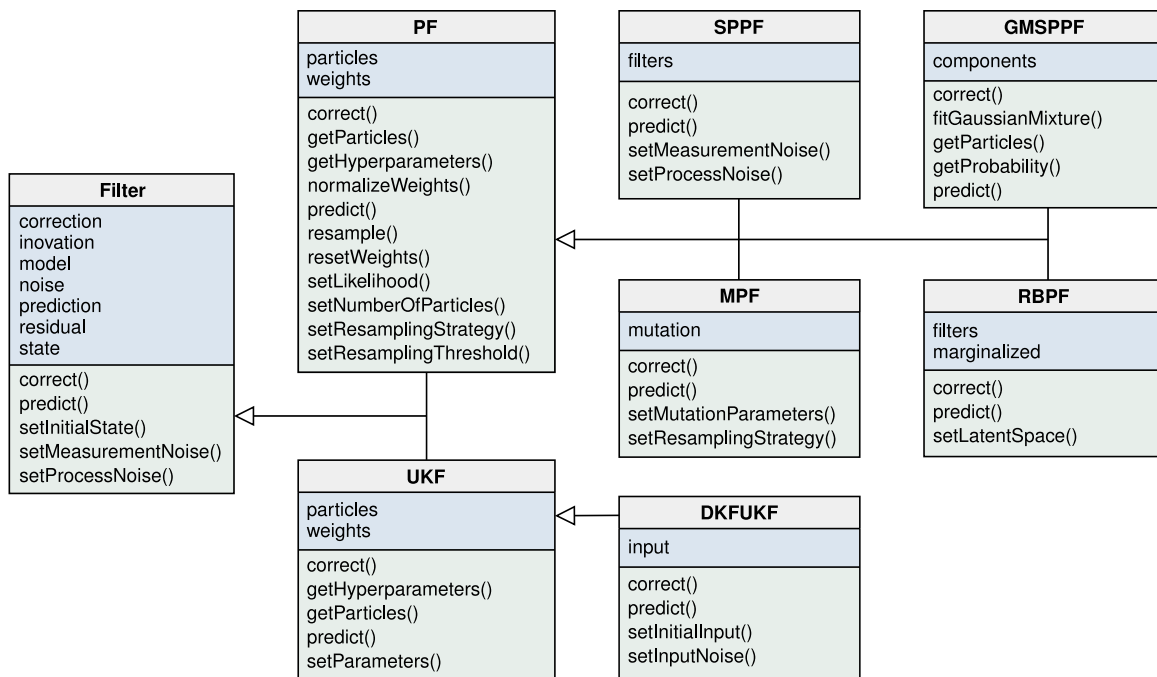 Filter
correction
inovation
model
noise
prediction
residual
state
correct()
predict()
setInitialState()
setMeasurementNoise()
setProcessNoise()
PF
particles
weights
correct()
getParticles()
getHyperparameters()
normalizeWeights()
predict()
resample()
resetWeights()
setLikelihood()
setNumberOfParticles()
setResamplingStrategy()
setResamplingThreshold()
UKF
particles
weights
correct()
getHyperparameters()
getParticles()
predict()
setParameters()
SPPF
filters
correct()
predict()
setMeasurementNoise()
setProcessNoise()
MPF
mutation
correct()
predict()
setMutationParameters()
setResamplingStrategy()
DKFUKF
input
correct()
predict()
setInitialInput()
setInputNoise()
GMSPPF
components
correct()
fitGaussianMixture()
getParticles()
getProbability()
predict()
RBPF
filters
marginalized
correct()
predict()
setLatentSpace()